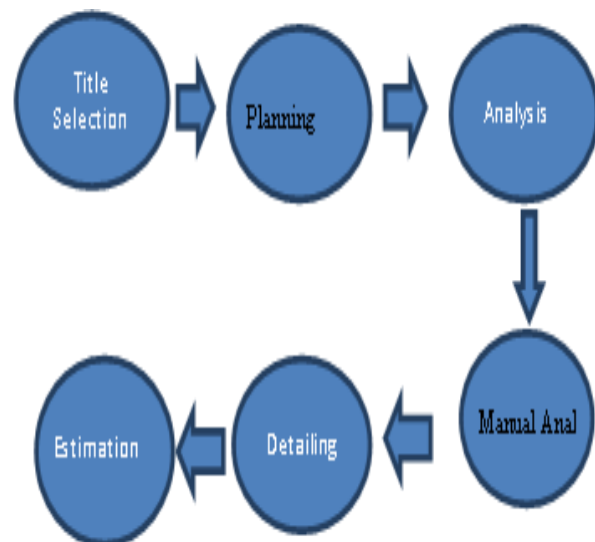 Title
Selection
Planning
Analysis
Manual Anal
Detailing
Estimation